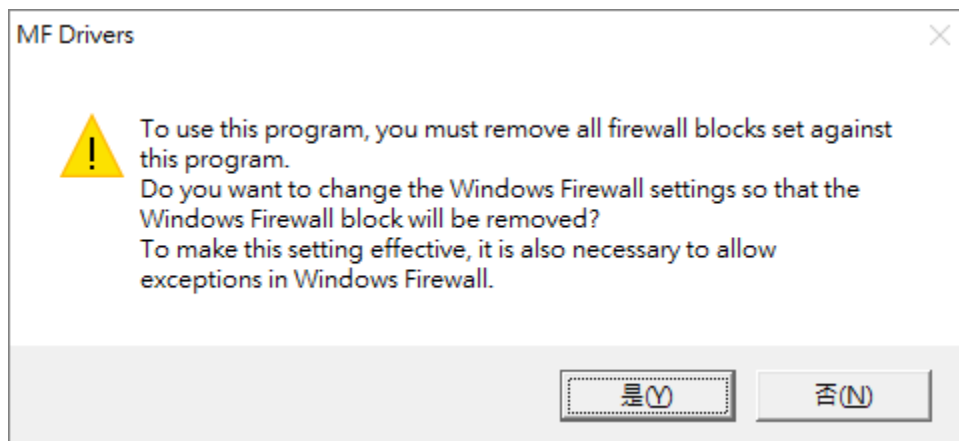 MF Drivers
To use this program, you must remove all firewall blocks set against
this program.
Do you want to change the Windows Firewall settings so that the
Windows Firewall block will be removed?
To make this setting effective, it is also necessary to allow
exceptions in Windows Firewall.
是(Y) 否(N)